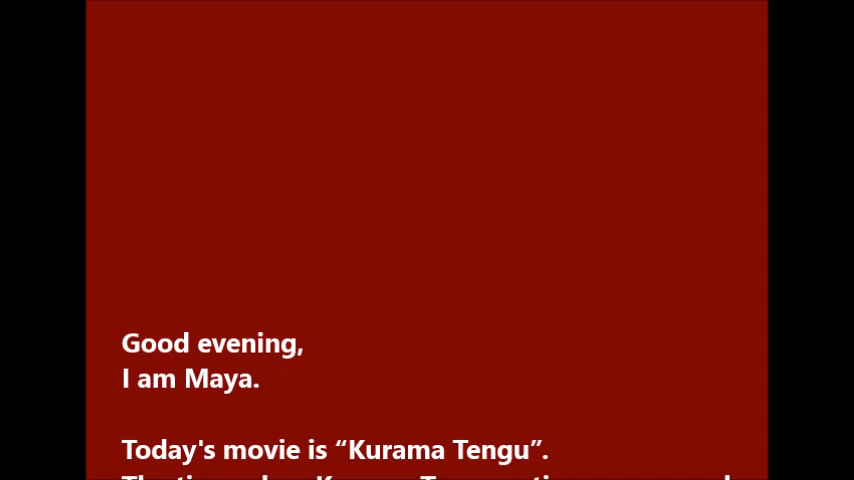 Good evening,
I am Maya.
Today's movie is “Kurama Tengu”.